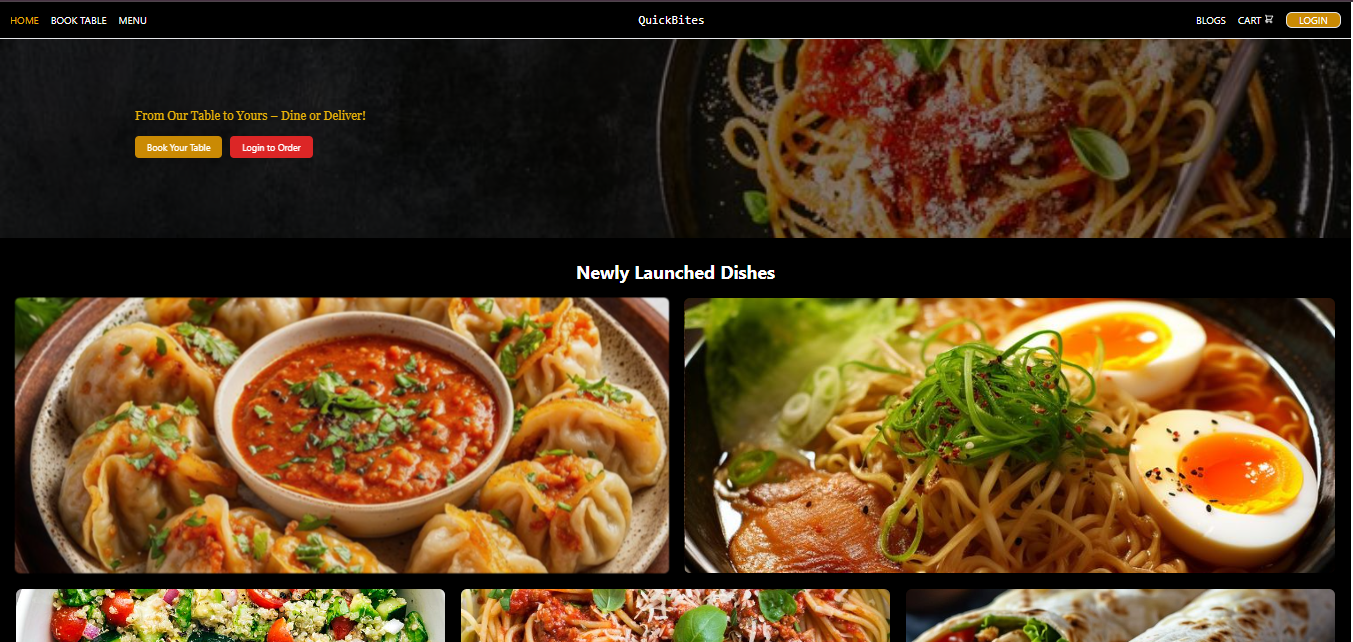 HOME BOOK TABLE MENU QuickBites BLOGS CART LOGIN
From Our Table to Yours – Dine or Deliver!
Book Your Table Login to Order
Newly Launched Dishes